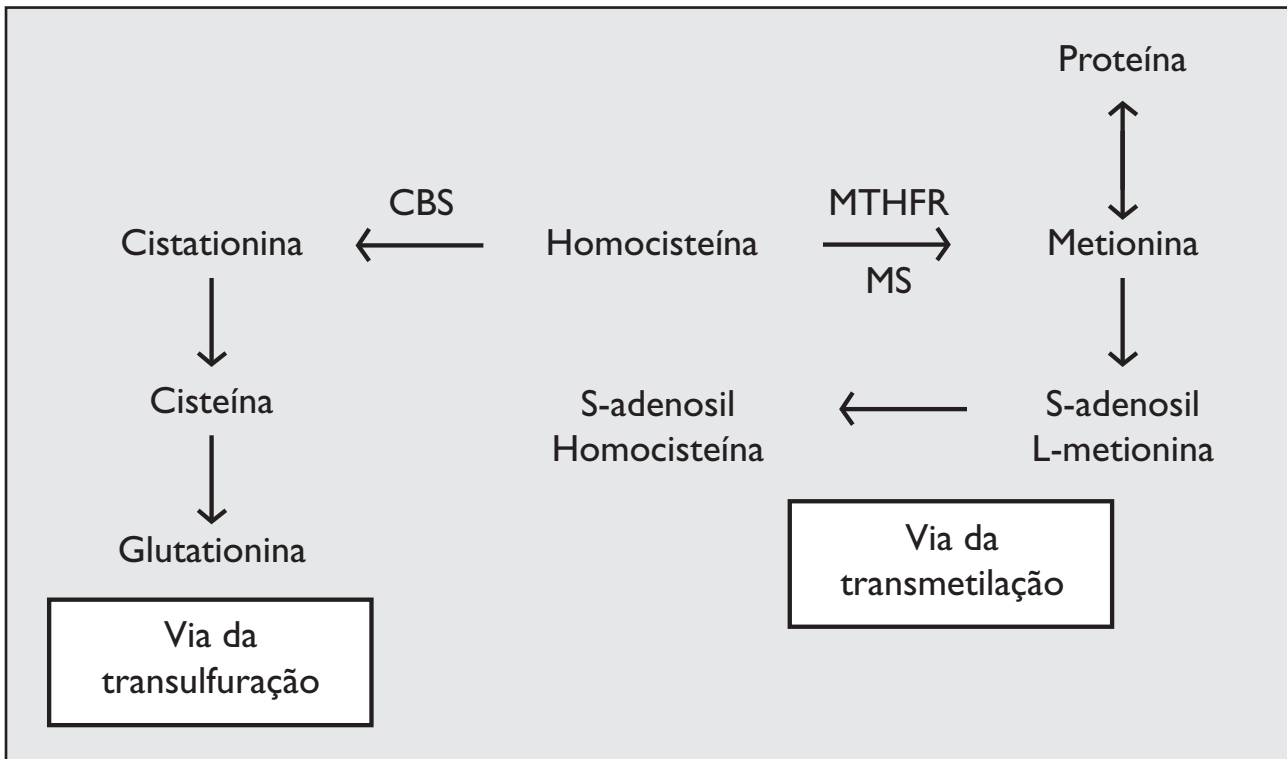 Proteína
CBS
MTHFR
Cistationina
Homocisteína
Metionina
MS
Cisteína
S-adenosil
Homocisteína
S-adenosil
L-metionina
Glutationina
Via da
transmetilação
Via da
transulfuração